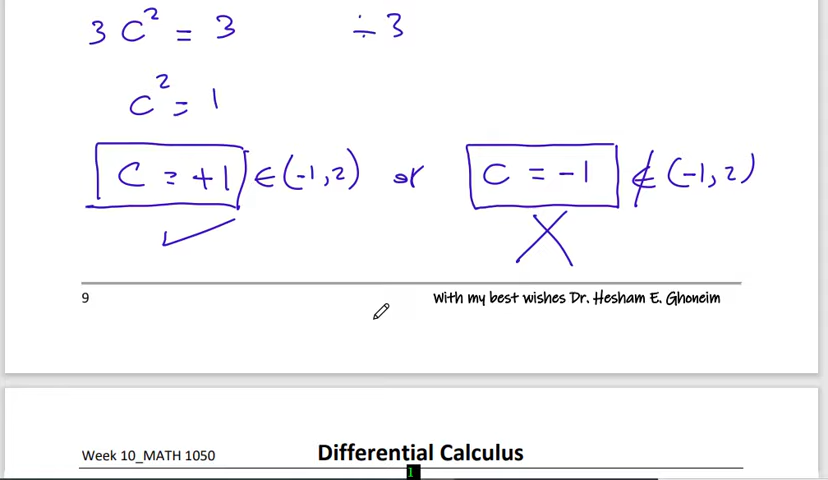 3 C² = 3 ÷ 3
C² = 1
C = +1 ∈ (-1, 2) or C = -1 ∉ (-1, 2)
9 With my best wishes Dr. Hesham E. Ghoneim
Week 10_MATH 1050 Differential Calculus
1